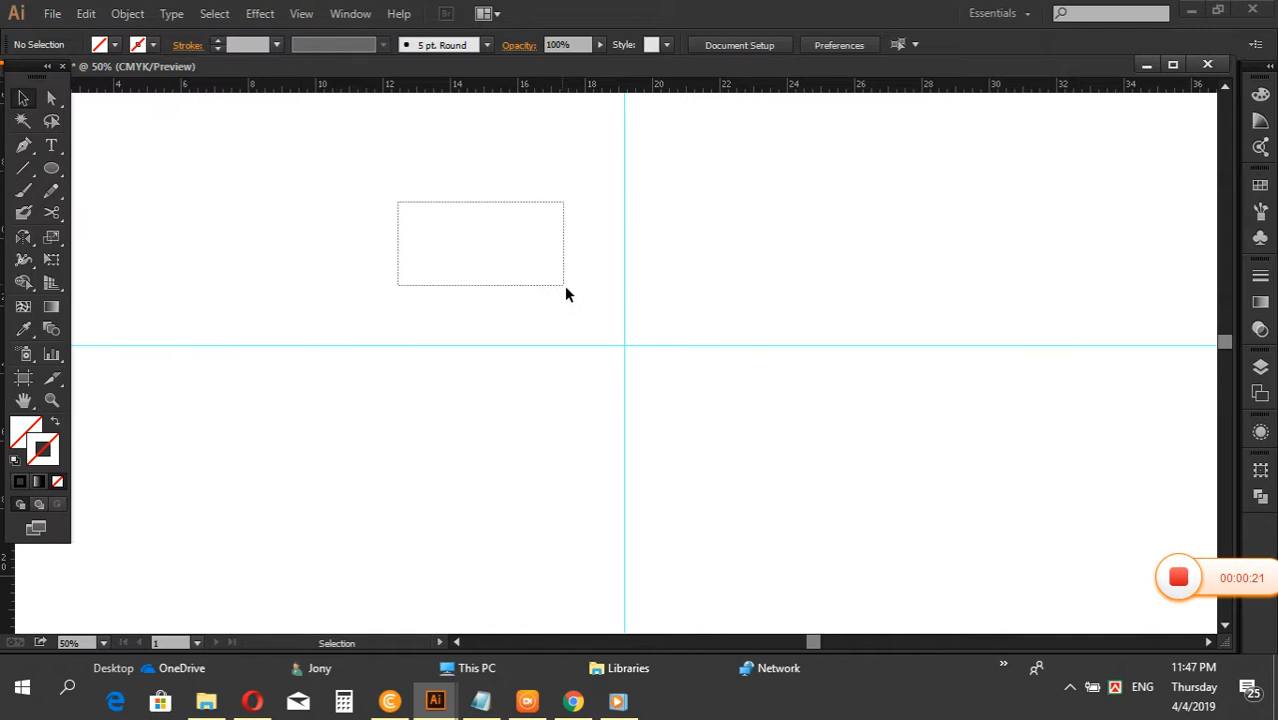 Ai File Edit Object Type Select Effect View Window Help Br Essentials
No Selection Stroke: 5 pt. Round Opacity: 100% Style: Document Setup Preferences
* @ 50% (CMYK/Preview)
4 6 8 10 12 14 16 18 20 22 24 26 28 30 32 34 36
T
00:00:21
50% 1 Selection
Desktop OneDrive Jony This PC Libraries Network » 11:47 PM
ENG Thursday
Ai 4/4/2019 25